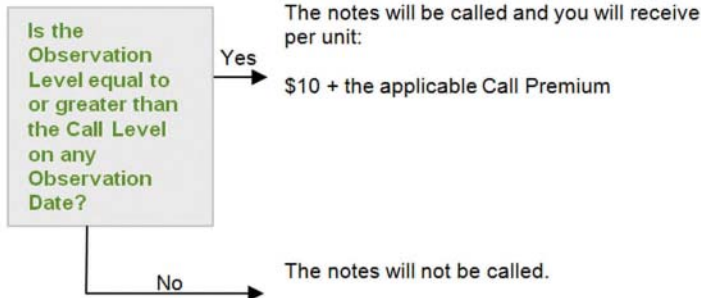 Is the
Observation
Level equal to
or greater than
the Call Level
on any
Observation
Date?
Yes
The notes will be called and you will receive
per unit:
$10 + the applicable Call Premium
No
The notes will not be called.